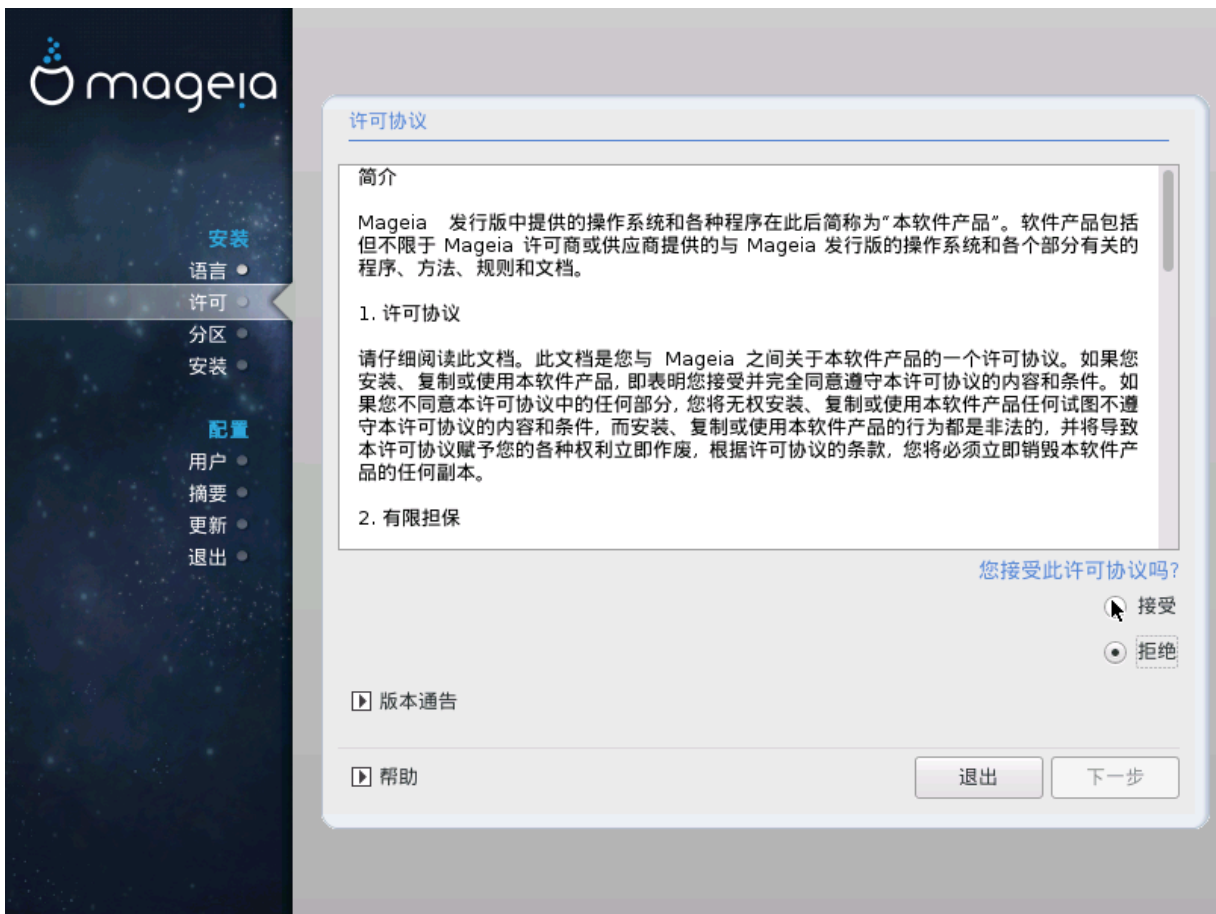 mageia
安装
语言
许可
分区
安装
配置
用户
摘要
更新
退出
许可协议
简介
Mageia 发行版中提供的操作系统和各种程序在此后简称为“本软件产品”。软件产品包括
但不限于 Mageia 许可商或供应商提供的与 Mageia 发行版的操作系统和各个部分有关的
程序、方法、规则和文档。
1. 许可协议
请仔细阅读此文档。此文档是您与 Mageia 之间关于本软件产品的一个许可协议。如果您
安装、复制或使用本软件产品, 即表明您接受并完全同意遵守本许可协议的内容和条件。如
果您不同意本许可协议中的任何部分, 您将无权安装、复制或使用本软件产品任何试图不遵
守本许可协议的内容和条件, 而安装、复制或使用本软件产品的行为都是非法的, 并将导致
本许可协议赋予您的各种权利立即作废, 根据许可协议的条款, 您将必须立即销毁本软件产
品的任何副本。
2. 有限担保
您接受此许可协议吗?
接受
拒绝
版本通告
帮助
退出
下一步